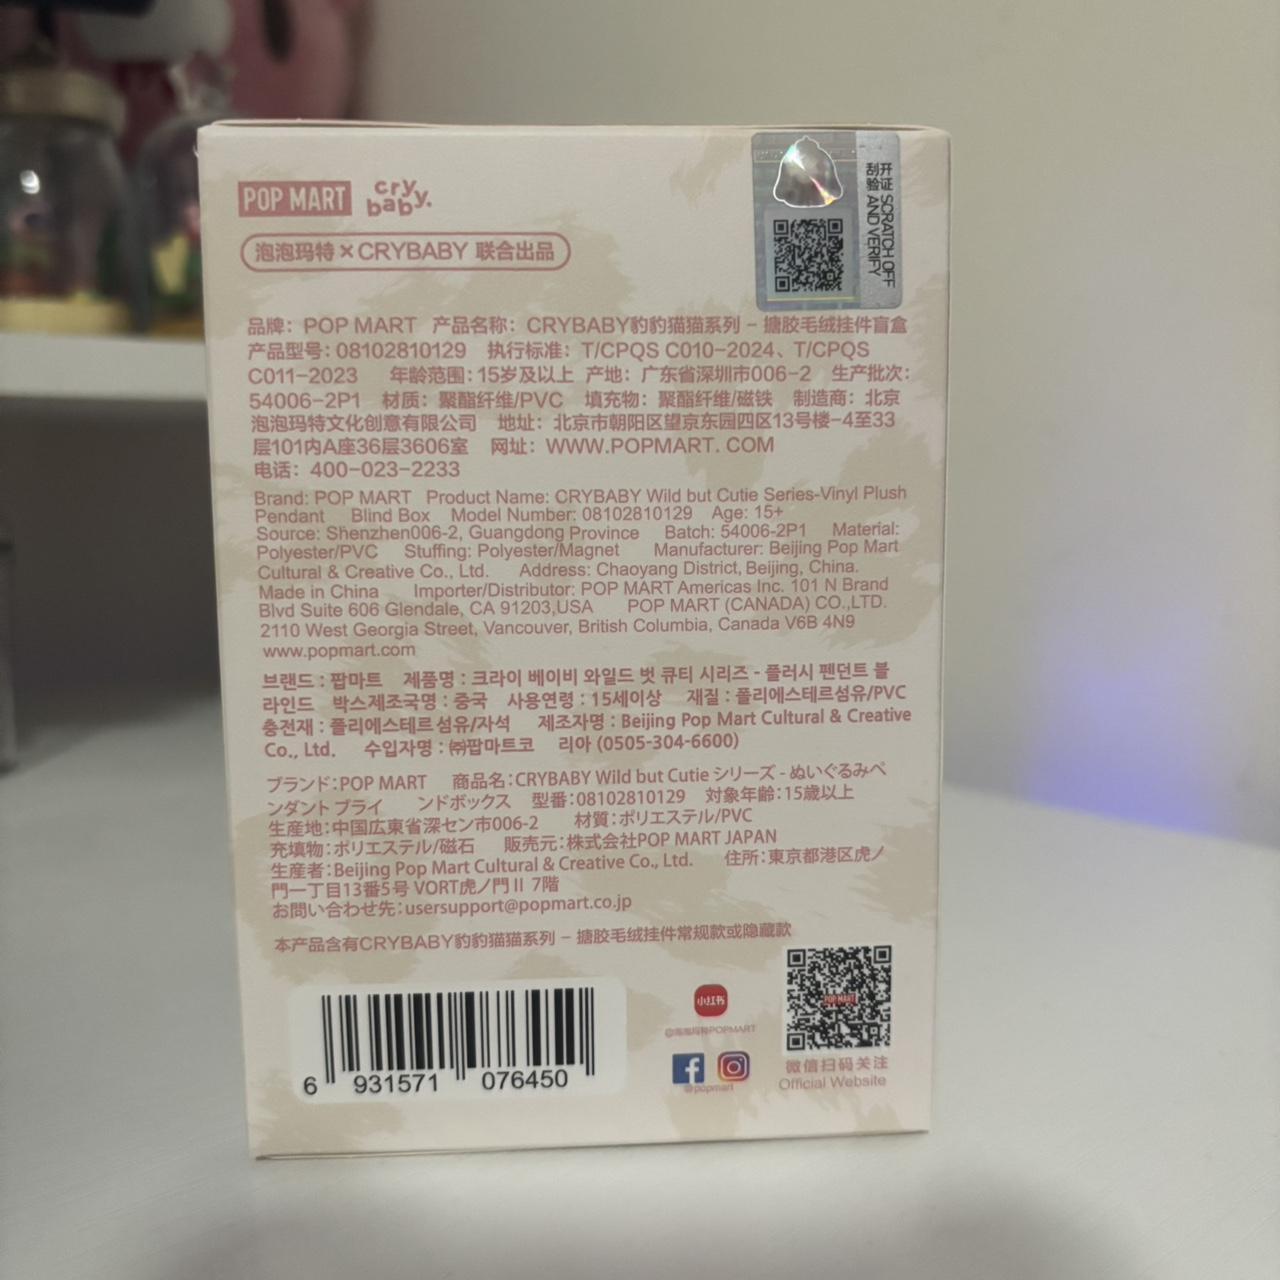 POP MART cry baby.
泡泡玛特×CRYBABY 联合出品
开证 SCRATCH OFF
刮验 AND VERIFY
品牌：POP MART 产品名称：CRYBABY豹豹猫猫系列 - 搪胶毛绒挂件盲盒
产品型号：08102810129 执行标准：T/CPQS C010-2024、T/CPQS
C011-2023 年龄范围：15岁及以上 产地：广东省深圳市006-2 生产批次：
54006-2P1 材质：聚酯纤维/PVC 填充物：聚酯纤维/磁铁 制造商：北京
泡泡玛特文化创意有限公司 地址：北京市朝阳区望京东园四区13号楼-4至33
层101内A座36层3606室 网址：WWW.POPMART. COM
电话：400-023-2233
Brand: POP MART Product Name: CRYBABY Wild but Cutie Series-Vinyl Plush
Pendant Blind Box Model Number: 08102810129 Age: 15+
Source: Shenzhen006-2, Guangdong Province Batch: 54006-2P1 Material:
Polyester/PVC Stuffing: Polyester/Magnet Manufacturer: Beijing Pop Mart
Cultural & Creative Co., Ltd. Address: Chaoyang District, Beijing, China.
Made in China Importer/Distributor: POP MART Americas Inc. 101 N Brand
Blvd Suite 606 Glendale, CA 91203,USA POP MART (CANADA) CO.,LTD.
2110 West Georgia Street, Vancouver, British Columbia, Canada V6B 4N9
www.popmart.com
브랜드 : 팝마트 제품명 : 크라이 베이비 와일드 벗 큐티 시리즈 - 플러시 펜던트 블
라인드 박스제조국명 : 중국 사용연령 : 15세이상 재질 : 폴리에스테르섬유/PVC
충전재 : 폴리에스테르섬유/자석 제조자명 : Beijing Pop Mart Cultural & Creative
Co., Ltd. 수입자명 : ㈜팝마트코 리아 (0505-304-6600)
ブランド：POP MART 商品名：CRYBABY Wild but Cutie シリーズ - ぬいぐるみペ
ンダント ブライ ンドボックス 型番：08102810129 対象年齢：15歳以上
生産地：中国広東省深セン市006-2 材質：ポリエステル/PVC
充填物：ポリエステル/磁石 販売元：株式会社POP MART JAPAN
生産者：Beijing Pop Mart Cultural & Creative Co., Ltd. 住所：東京都港区虎ノ
門一丁目13番5号 VORT虎ノ門Ⅱ 7階
お問い合わせ先：usersupport@popmart.co.jp
本产品含有CRYBABY豹豹猫猫系列 - 搪胶毛绒挂件常规款或隐藏款
6 931571 076450
小红书
@泡泡玛特POPMART
@popmart
POP MART
微信扫码关注
Official Website